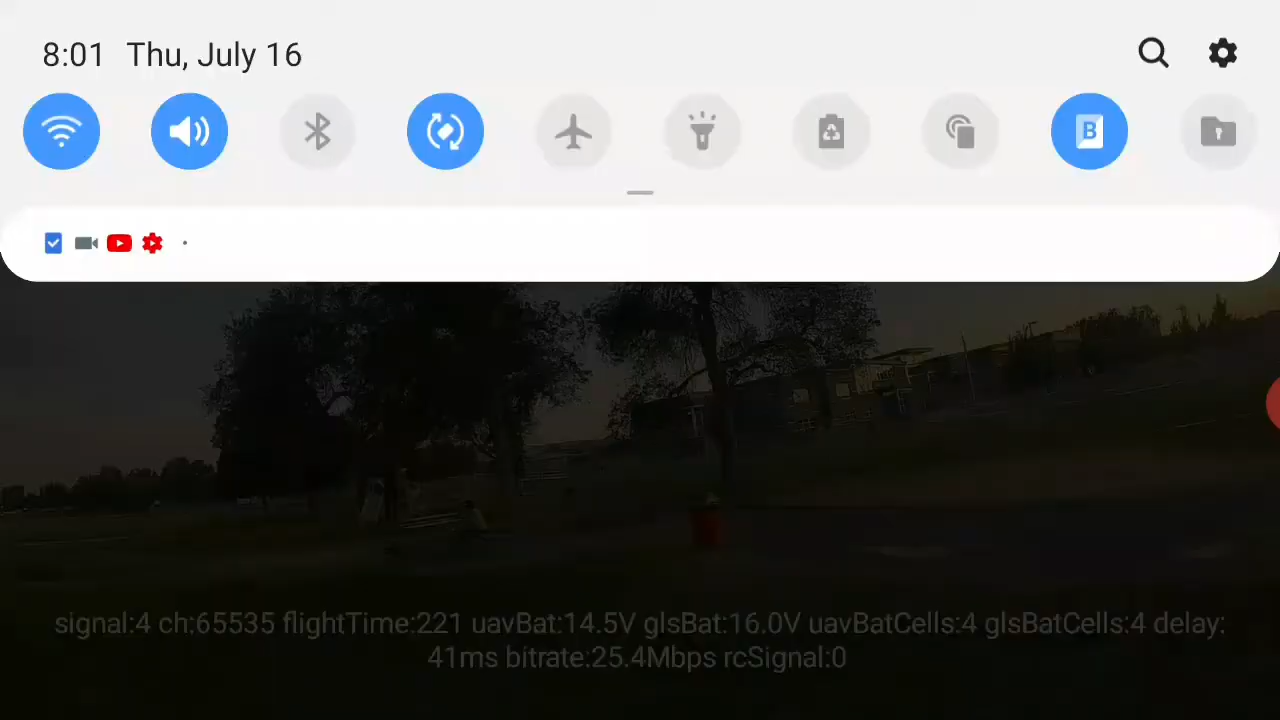 8:01 Thu, July 16
B
signal:4 ch:65535 flightTime:221 uavBat:14.5V glsBat:16.0V uavBatCells:4 glsBatCells:4 delay:
41ms bitrate:25.4Mbps rcSignal:0